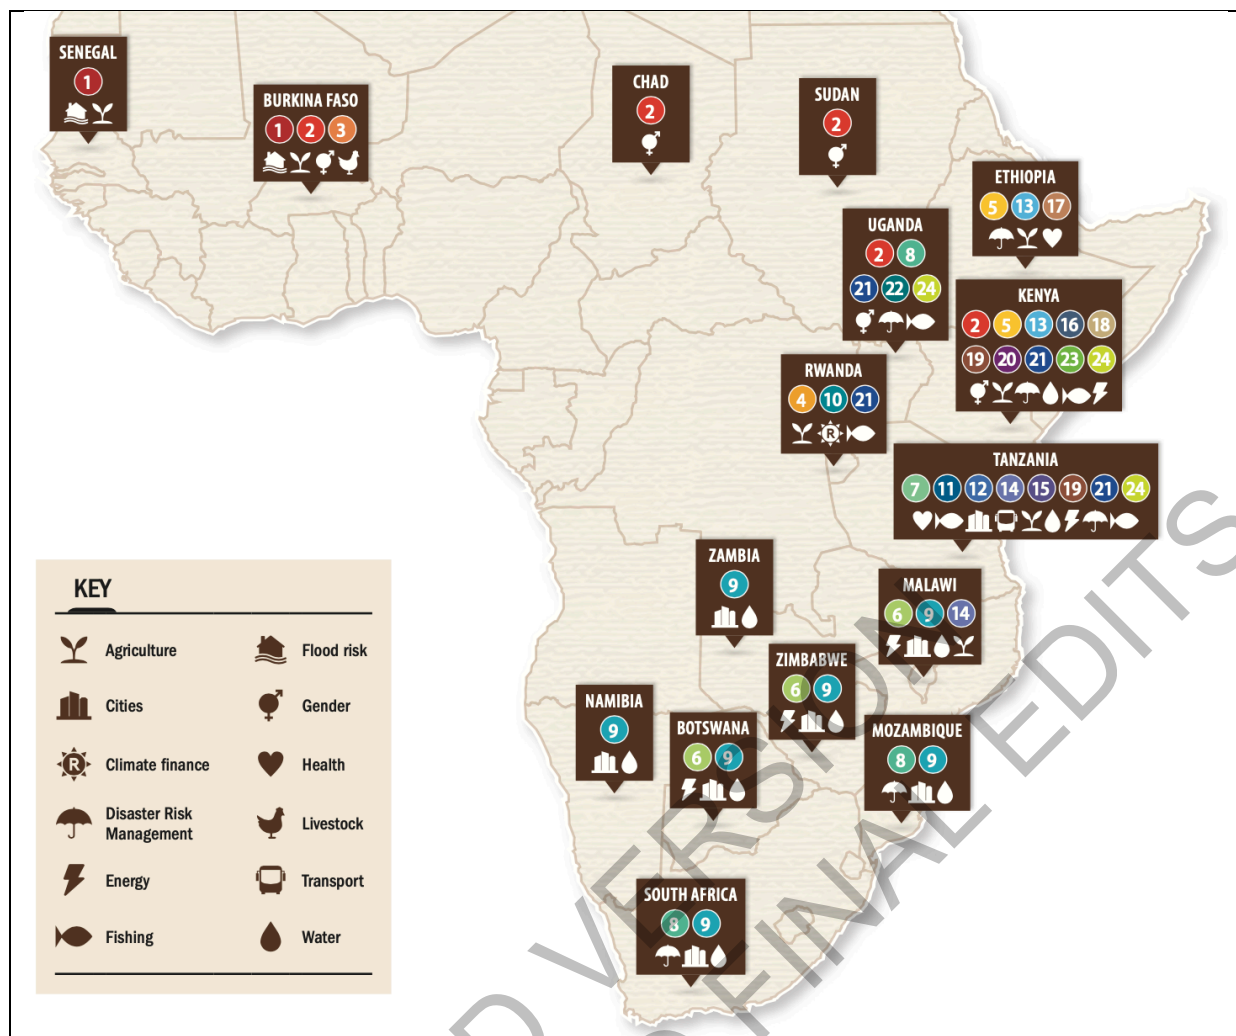 SENEGAL
1
BURKINA FASO
1 2 3
CHAD
2
SUDAN
2
ETHIOPIA
5 13 17
UGANDA
2 8
21 22 24
KENYA
2 5 13 16 18
19 20 21 23 24
RWANDA
4 10 21
R
TANZANIA
7 11 12 14 15 19 21 24
ZAMBIA
9
MALAWI
6 9 14
ZIMBABWE
6 9
NAMIBIA
9
BOTSWANA
6 9
MOZAMBIQUE
8 9
SOUTH AFRICA
8 9
KEY
Agriculture
Flood risk
Cities
Gender
R
Climate finance
Health
Disaster Risk
Management
Livestock
Energy
Transport
Fishing
Water
D VERSION
FINAL EDITS